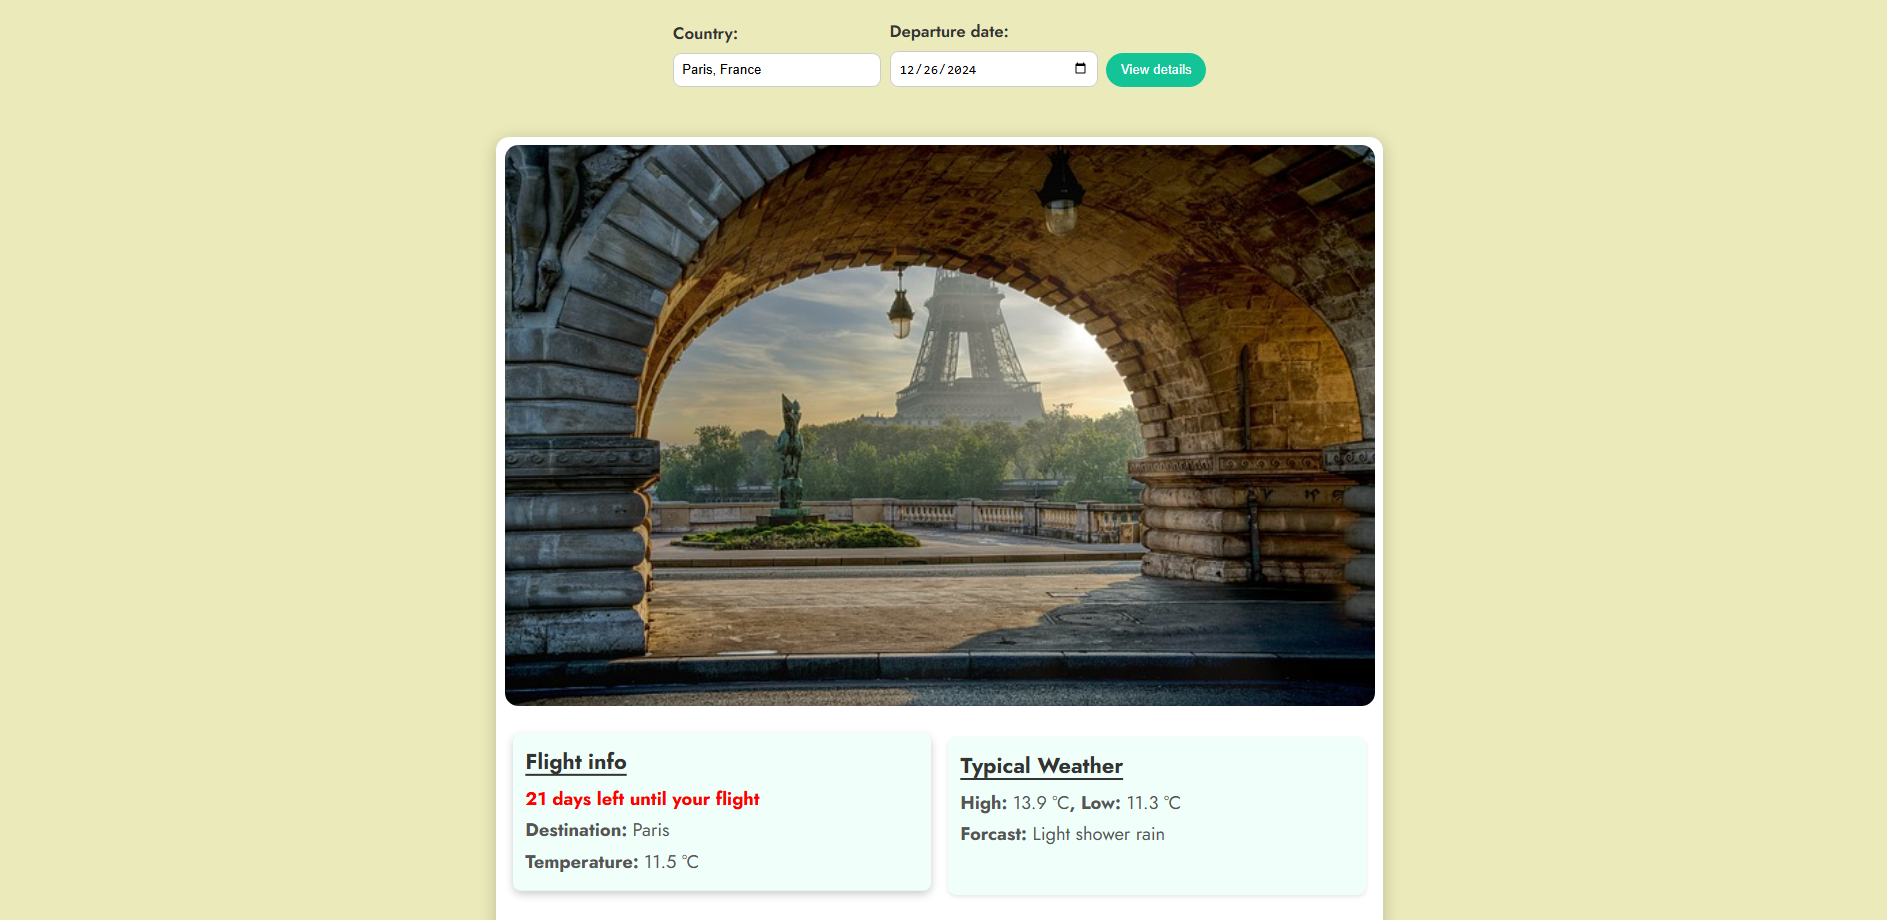 Country:
Departure date:
Paris, France
12/26/2024
View details
Flight info
21 days left until your flight
Destination: Paris
Temperature: 11.5 °C
Typical Weather
High: 13.9 °C, Low: 11.3 °C
Forcast: Light shower rain